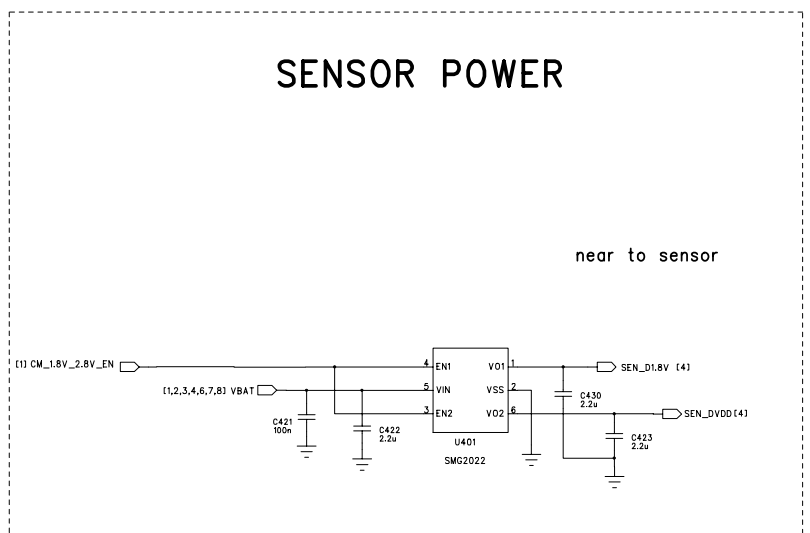 SENSOR POWER
near to sensor
[1] CM_1.8V_2.8V_EN
4 EN1 VO1 1
SEN_D1.8V [4]
[1,2,3,4,6,7,8] VBAT
5 VIN VSS 2
C430
2.2u
3 EN2 VO2 6
SEN_DVDD[4]
C421
100n
C422
2.2u
C423
2.2u
U401
SMG2022